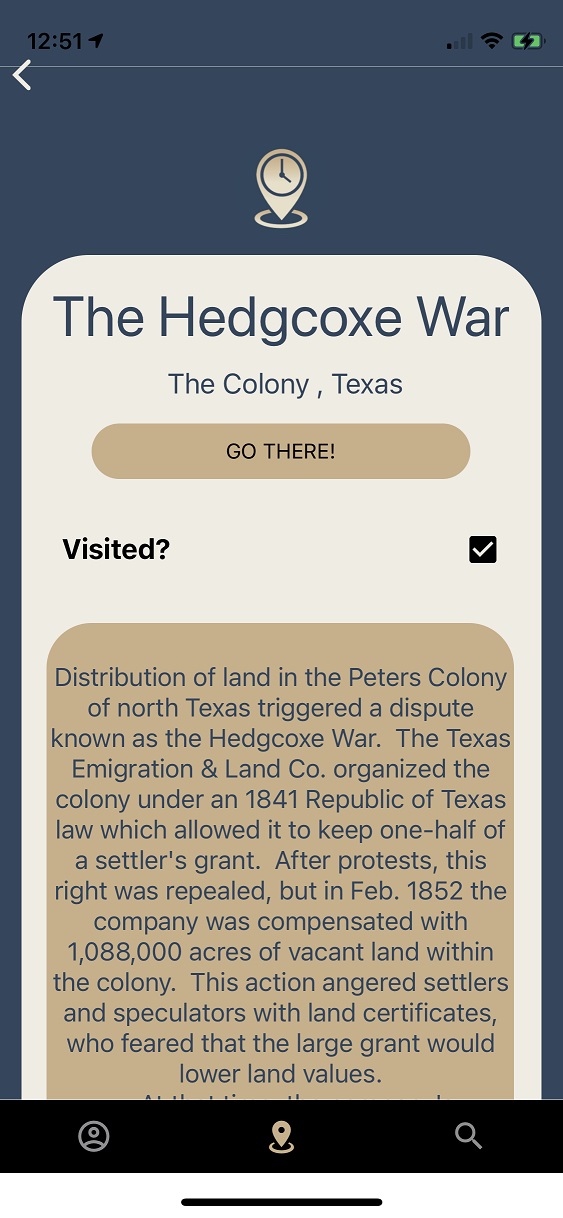 12:51
The Hedgcoxe War
The Colony , Texas
GO THERE!
Visited?
Distribution of land in the Peters Colony
of north Texas triggered a dispute
known as the Hedgcoxe War.  The Texas
Emigration & Land Co. organized the
colony under an 1841 Republic of Texas
law which allowed it to keep one-half of
a settler's grant.  After protests, this
right was repealed, but in Feb. 1852 the
company was compensated with
1,088,000 acres of vacant land within
the colony.  This action angered settlers
and speculators with land certificates,
who feared that the large grant would
lower land values.